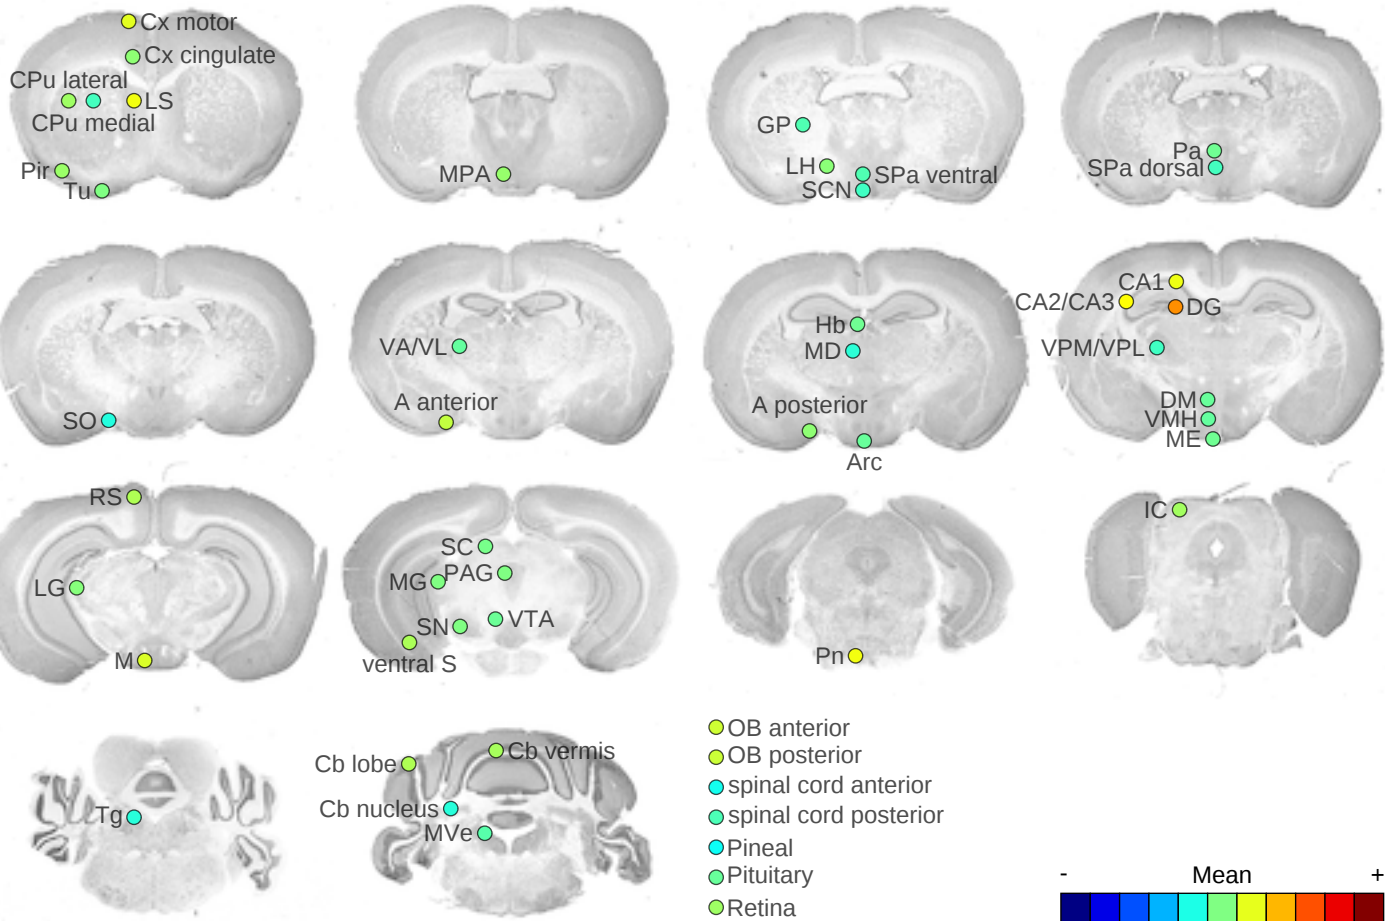 Cx motor
Cx cingulate
CPu lateral
LS
CPu medial
Pir
Tu
MPA
GP
LH
SPa ventral
SCN
Pa
SPa dorsal
SO
VA/VL
A anterior
Hb
MD
A posterior
Arc
CA1
CA2/CA3
DG
VPM/VPL
DM
VMH
ME
RS
LG
M
SC
MG
PAG
SN
VTA
ventral S
Pn
IC
Tg
Cb lobe
Cb vermis
Cb nucleus
MVe
OB anterior
OB posterior
spinal cord anterior
spinal cord posterior
Pineal
Pituitary
Retina
- Mean +